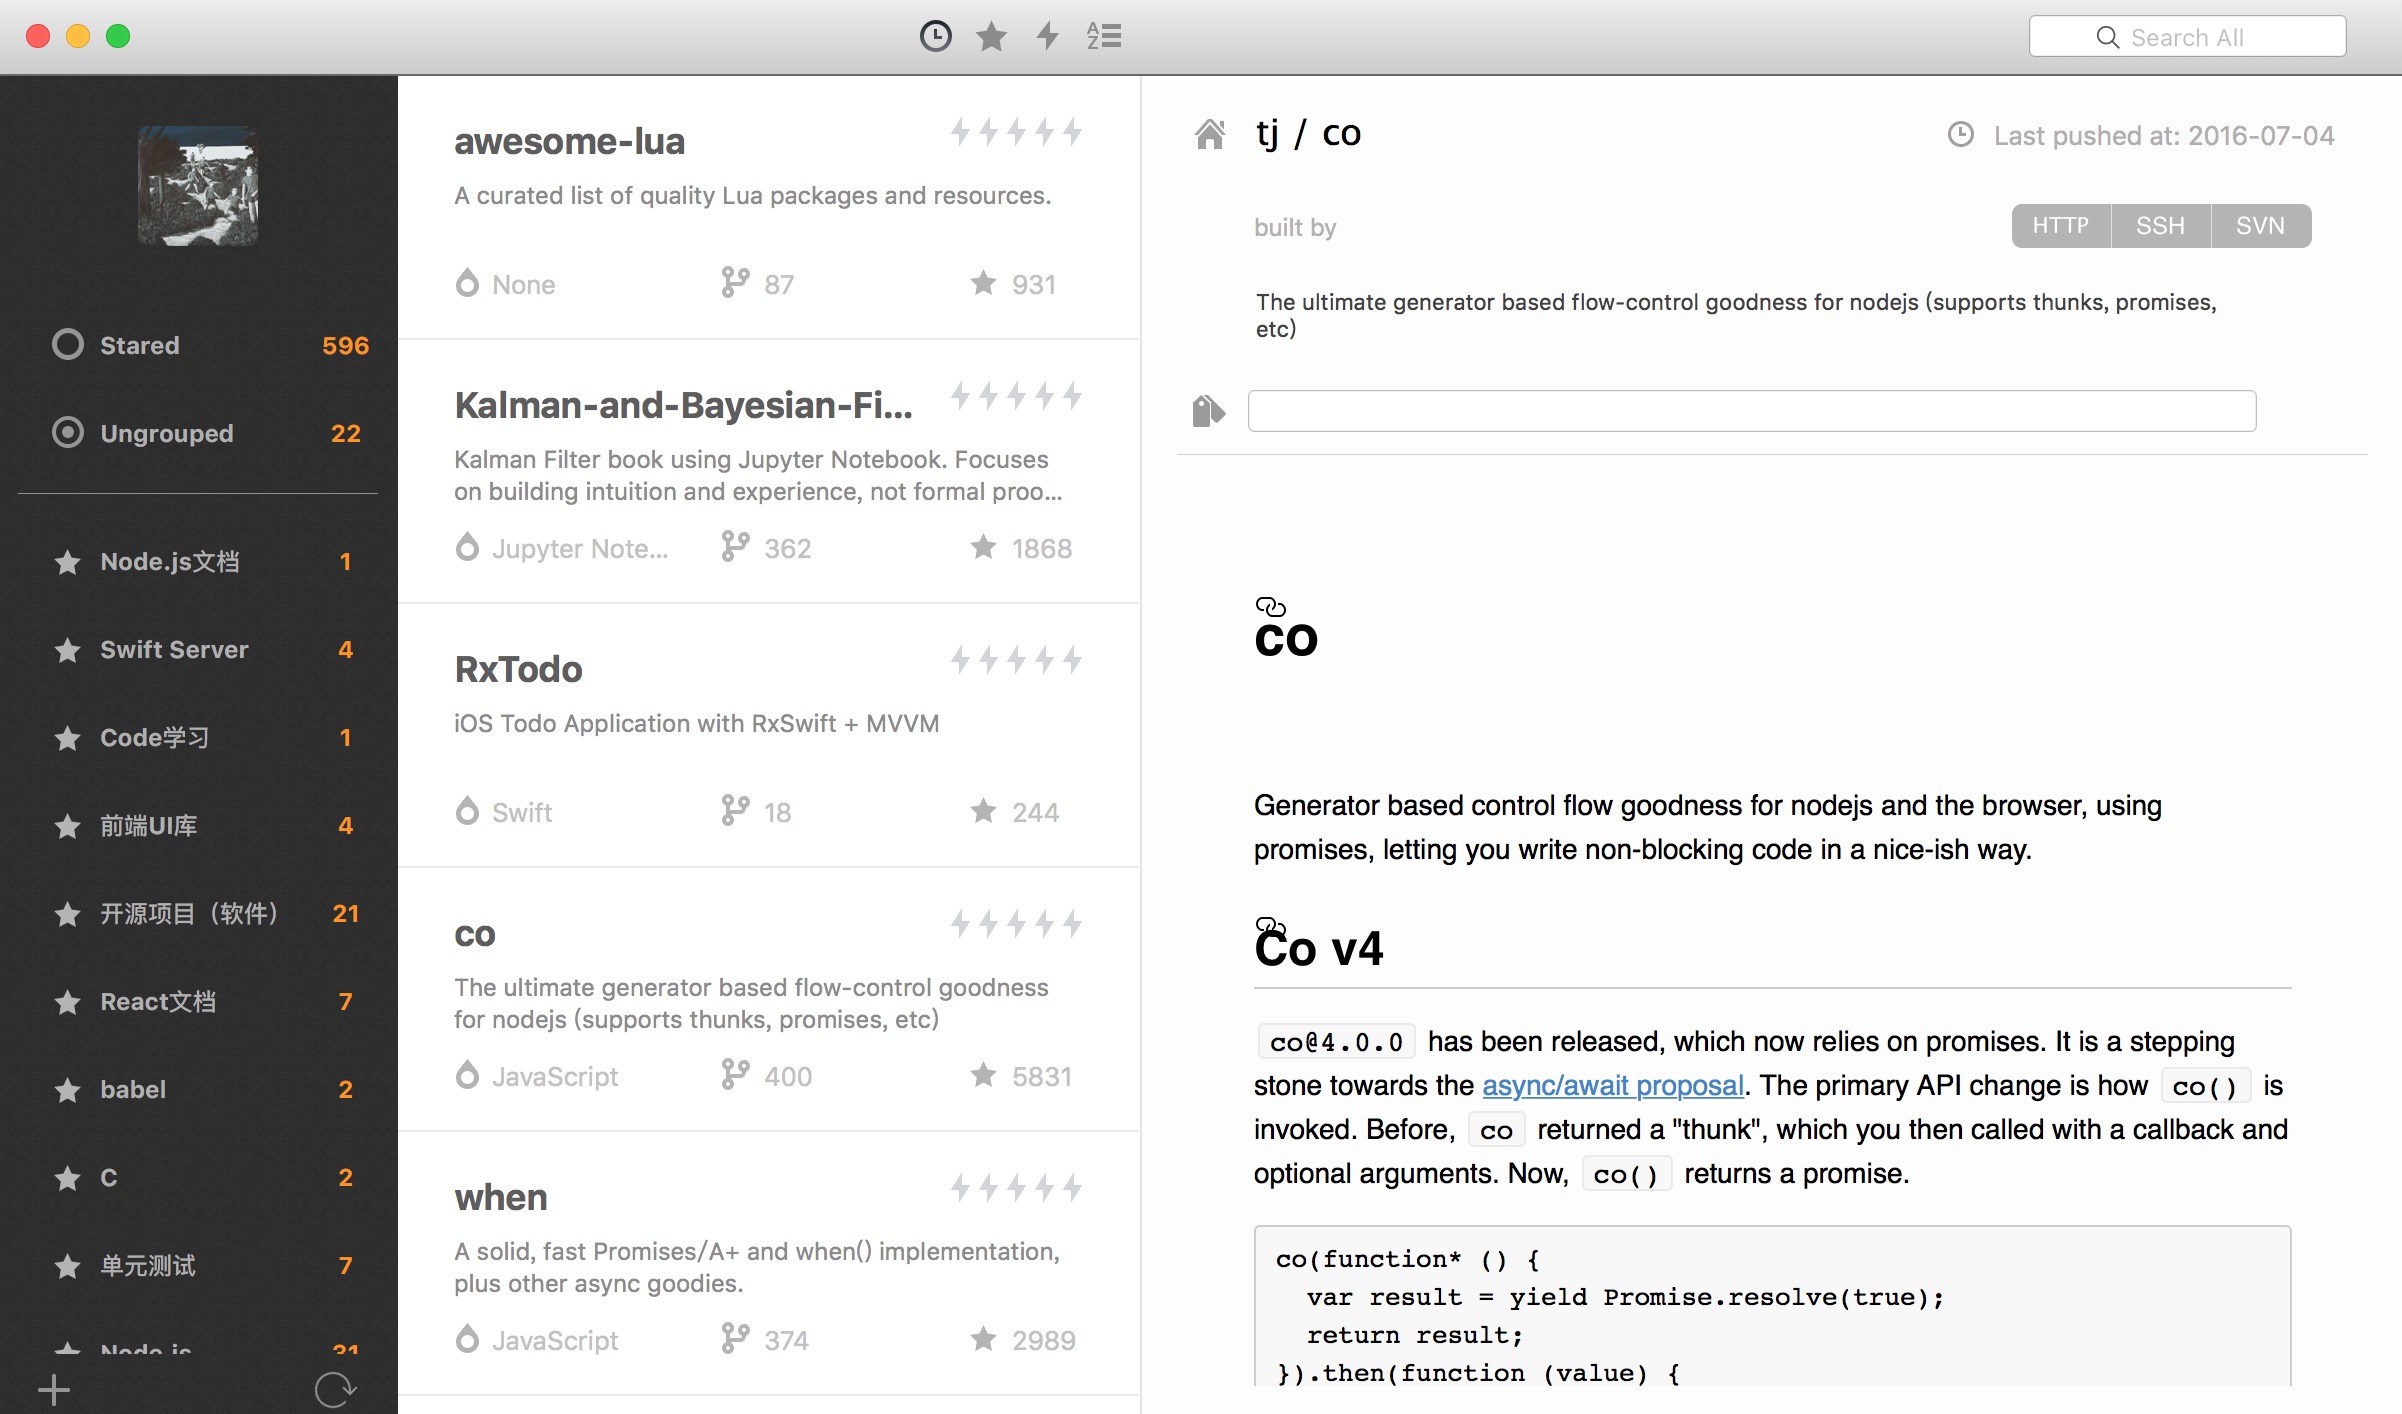 Search All
Stared 596
Ungrouped 22
Node.js文档 1
Swift Server 4
Code学习 1
前端UI库 4
开源项目（软件） 21
React文档 7
babel 2
C 2
单元测试 7
Node.js 31
awesome-lua
A curated list of quality Lua packages and resources.
None 87 931
Kalman-and-Bayesian-Fi...
Kalman Filter book using Jupyter Notebook. Focuses
on building intuition and experience, not formal proo...
Jupyter Note... 362 1868
RxTodo
iOS Todo Application with RxSwift + MVVM
Swift 18 244
co
The ultimate generator based flow-control goodness
for nodejs (supports thunks, promises, etc)
JavaScript 400 5831
when
A solid, fast Promises/A+ and when() implementation,
plus other async goodies.
JavaScript 374 2989
tj / co
Last pushed at: 2016-07-04
built by
HTTP SSH SVN
The ultimate generator based flow-control goodness for nodejs (supports thunks, promises,
etc)
co
Generator based control flow goodness for nodejs and the browser, using
promises, letting you write non-blocking code in a nice-ish way.
Co v4
co@4.0.0 has been released, which now relies on promises. It is a stepping
stone towards the async/await proposal. The primary API change is how co() is
invoked. Before, co returned a "thunk", which you then called with a callback and
optional arguments. Now, co() returns a promise.
co(function* () {
  var result = yield Promise.resolve(true);
  return result;
}).then(function (value) {